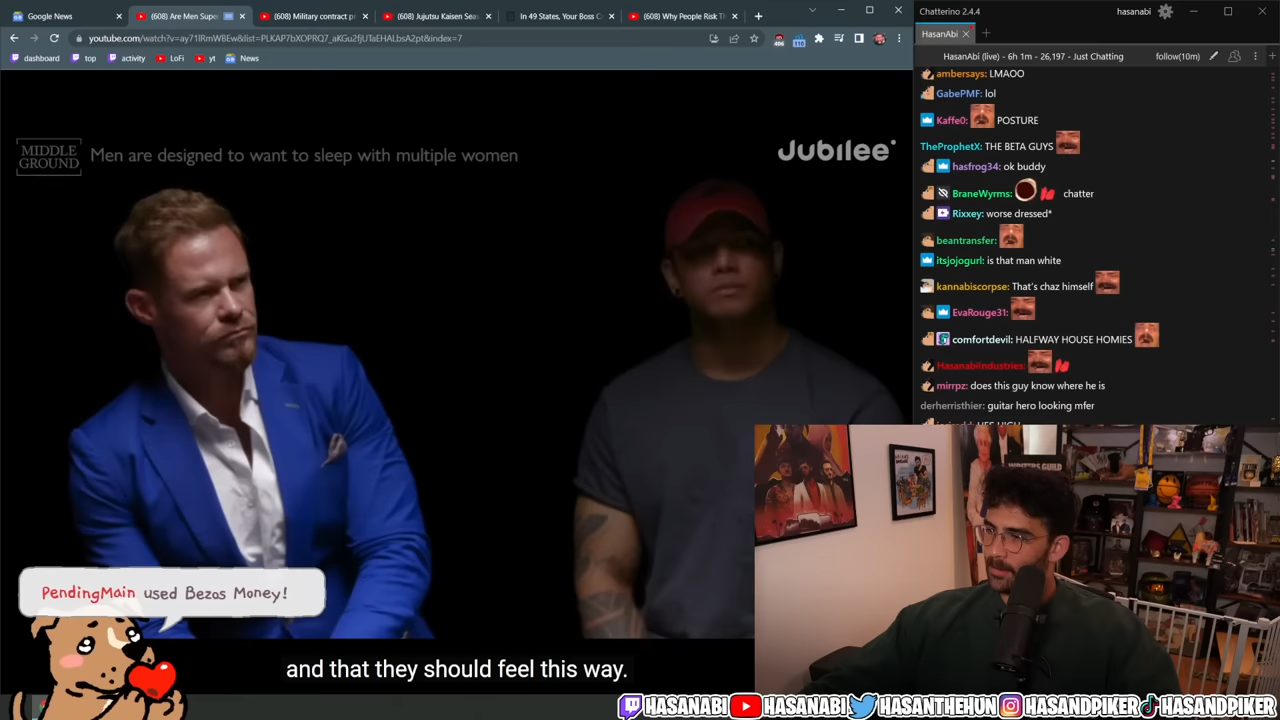 Google News
(608) Are Men Super
(608) Military contract pr
(608) Jujutsu Kaisen Seas
In 49 States, Your Boss C
(608) Why People Risk Th
youtube.com/watch?v=ay71lRmWBEw&list=PLKAP7bXOPRQ7_aKGu2fjUTaEHALbsA2pt&index=7
dashboard
top
activity
LoFi
yt
News
MIDDLE
GROUND
Men are designed to want to sleep with multiple women
Jubilee
PendingMain used Bezos Money!
and that they should feel this way.
Chatterino 2.4.4
hasanabi
HasanAbi
HasanAbi (live) - 6h 1m - 26,197 - Just Chatting
follow(10m)
ambersays: LMAOO
GabePMF: lol
Kaffe0: POSTURE
TheProphetX: THE BETA GUYS
hasfrog34: ok buddy
BraneWyrms: chatter
Rixxey: worse dressed*
beantransfer:
itsjojogurl: is that man white
kannabiscorpse: That's chaz himself
EvaRouge31:
comfortdevil: HALFWAY HOUSE HOMIES
HasanabiIndustries:
mirrpz: does this guy know where he is
derherristhier: guitar hero looking mfer
WRITERS GUILD
HASANABI
HASANABI
HASANTHEHUN
HASANDPIKER
HASANDPIKER